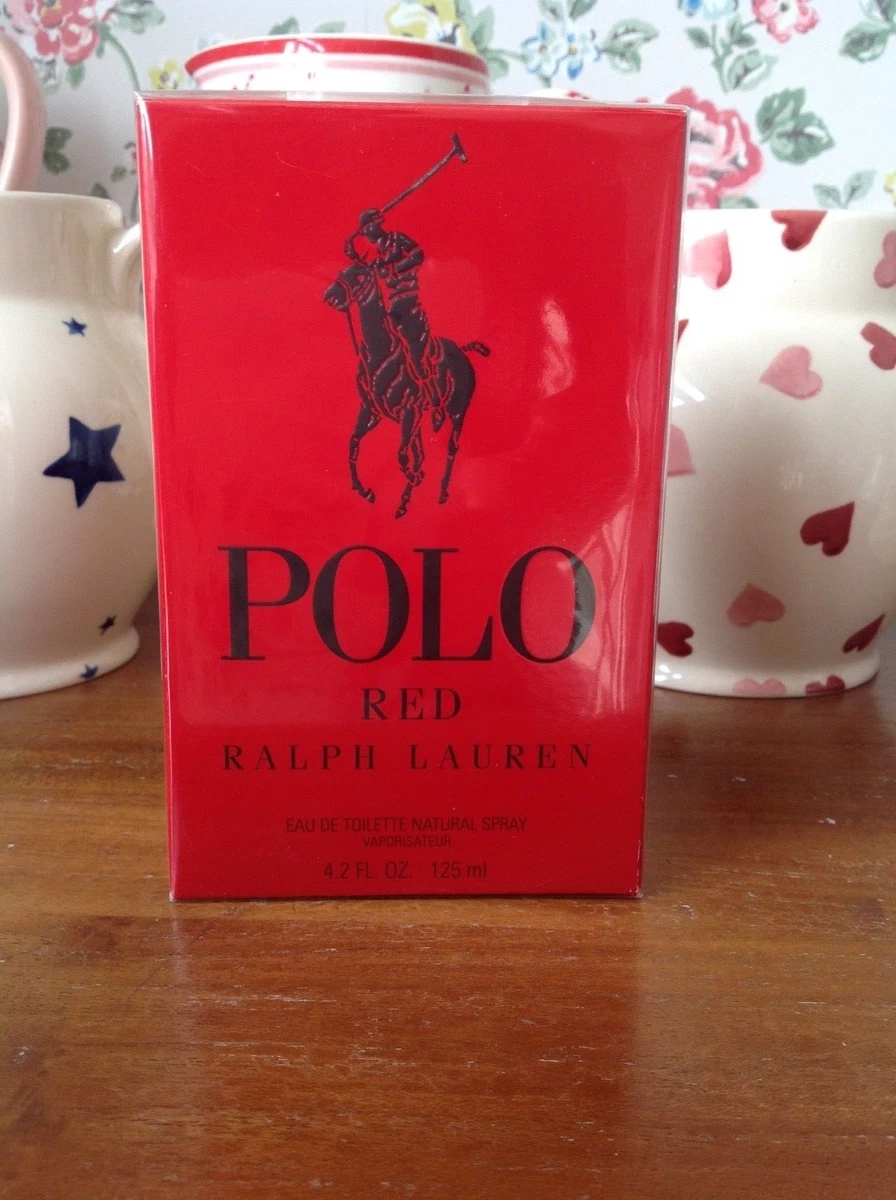 POLO
RED
RALPH LAUREN
EAU DE TOILETTE NATURAL SPRAY
VAPORISATEUR
4.2 FL. OZ. 125 ml